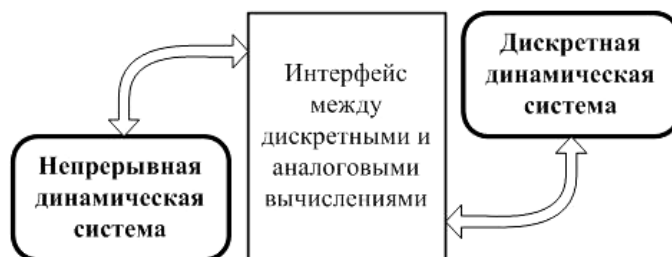 Непрерывная
динамическая
система
Интерфейс
между
дискретными и
аналоговыми
вычислениями
Дискретная
динамическая
система